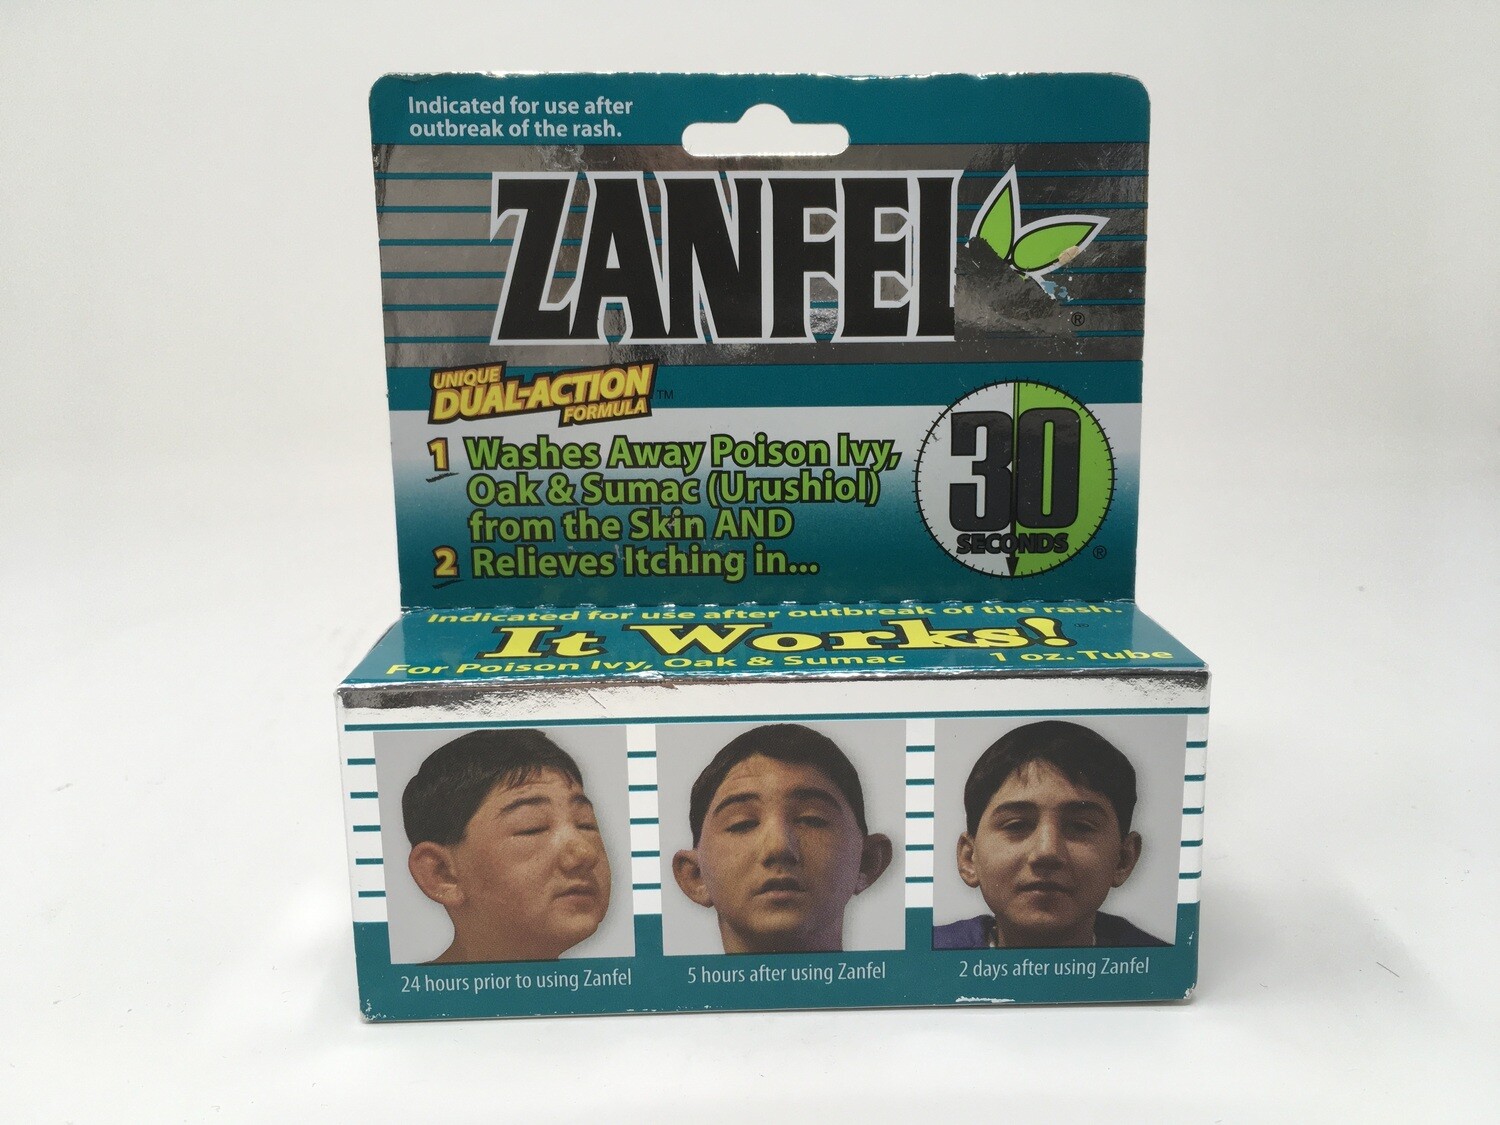 Indicated for use after
outbreak of the rash.
ZANFEL
®
UNIQUE
DUAL-ACTION
FORMULA ™
1 Washes Away Poison Ivy,
Oak & Sumac (Urushiol)
from the Skin AND
2 Relieves Itching in...
30
SECONDS ®
Indicated for use after outbreak of the rash.
It Works!
For Poison Ivy, Oak & Sumac 1 oz. Tube
24 hours prior to using Zanfel
5 hours after using Zanfel
2 days after using Zanfel